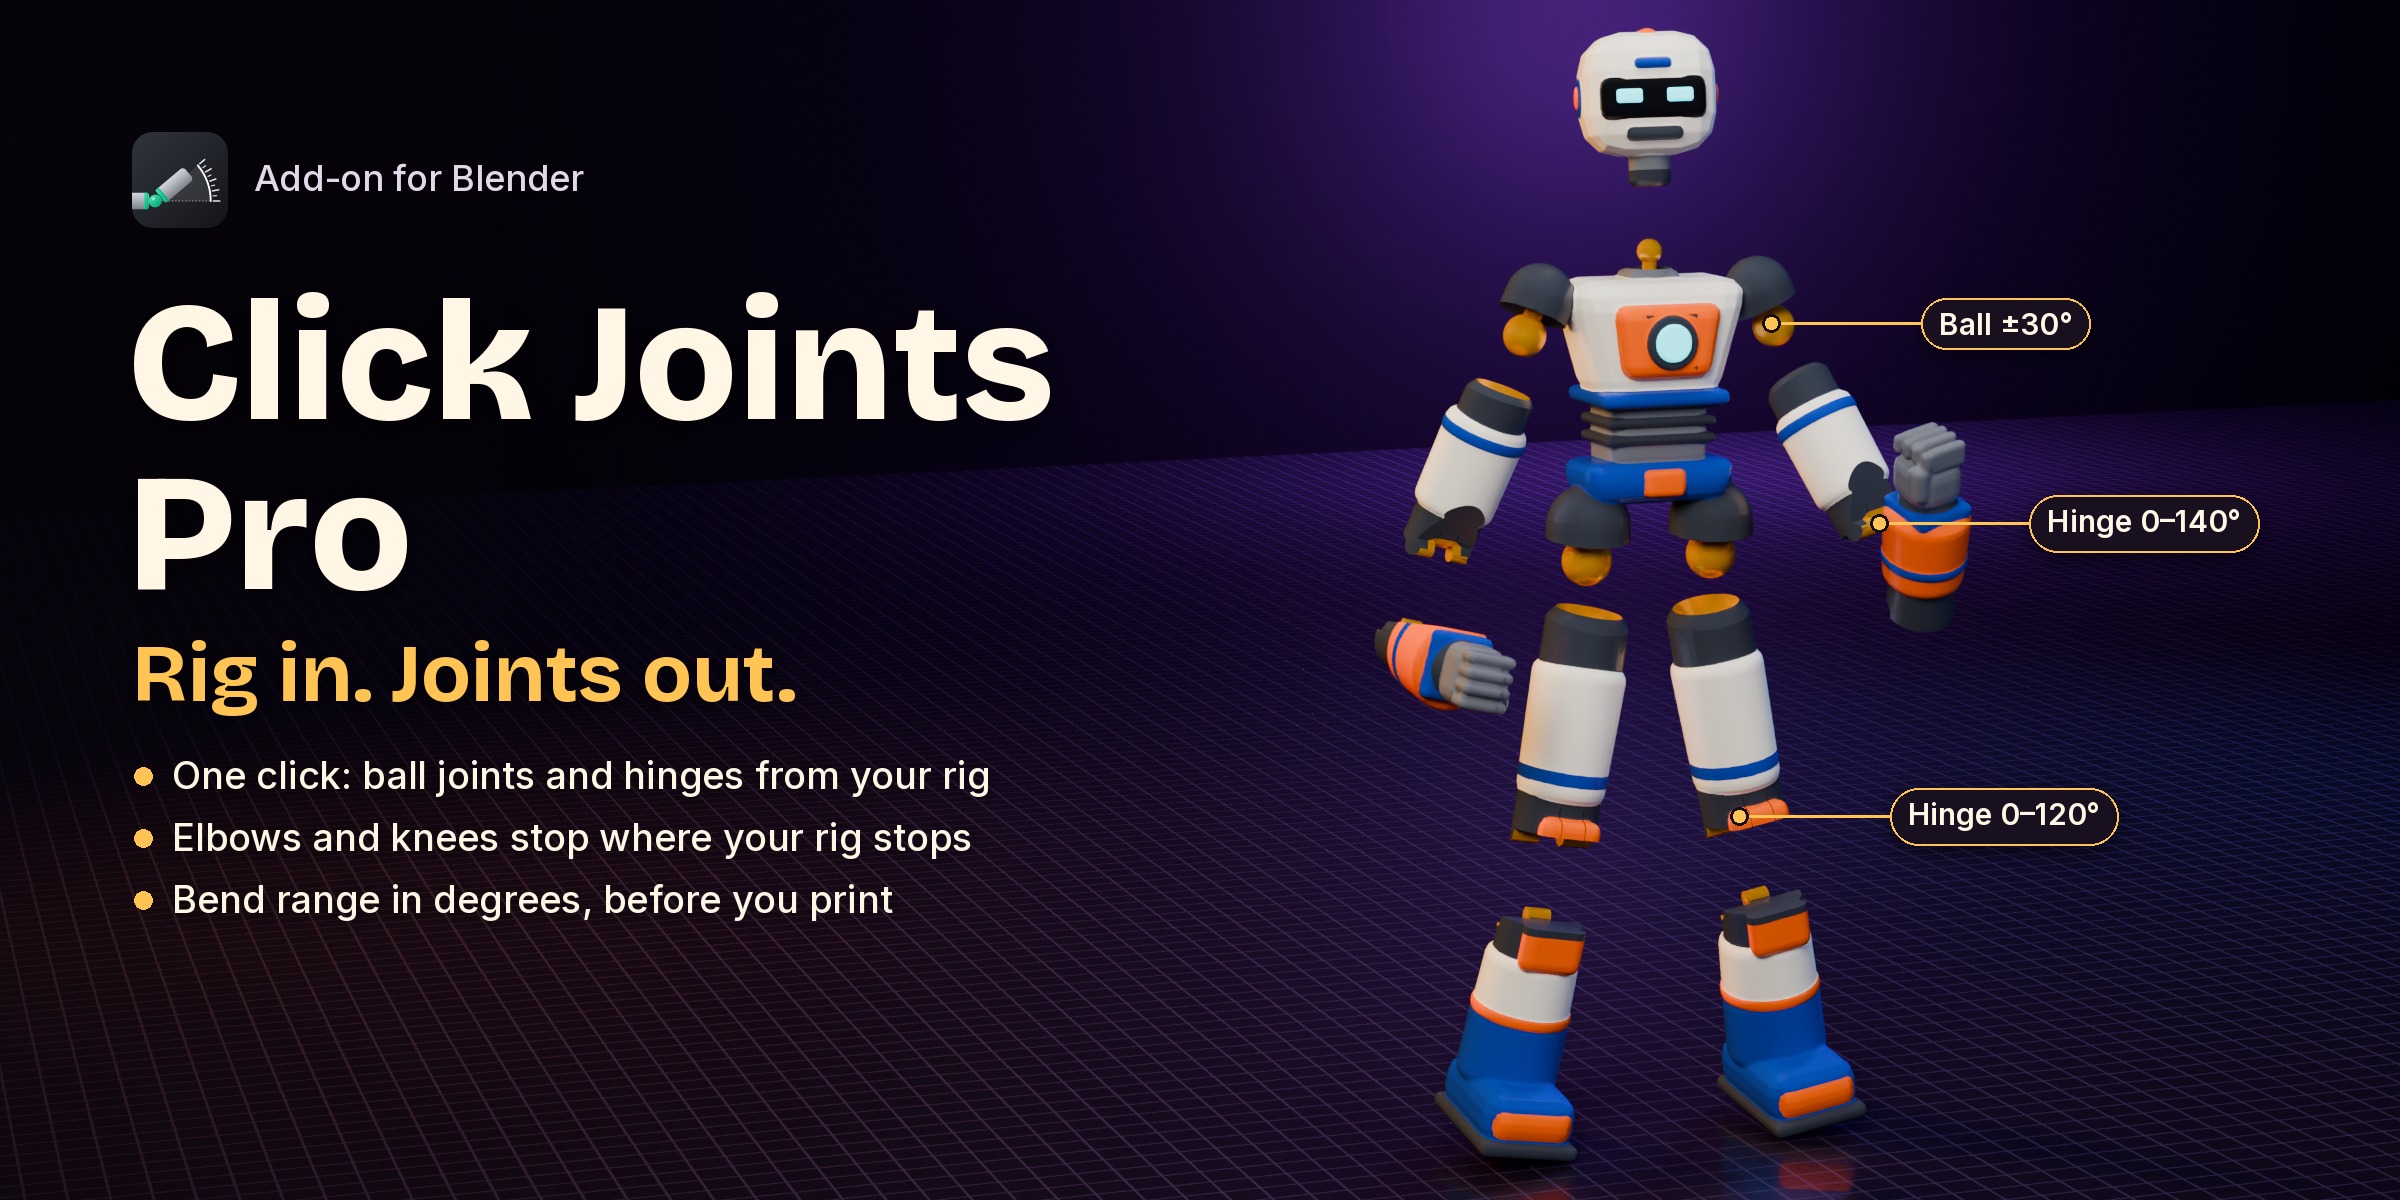 Add-on for Blender
Click Joints
Pro
Rig in. Joints out.
One click: ball joints and hinges from your rig
Elbows and knees stop where your rig stops
Bend range in degrees, before you print
Ball ±30°
Hinge 0–140°
Hinge 0–120°